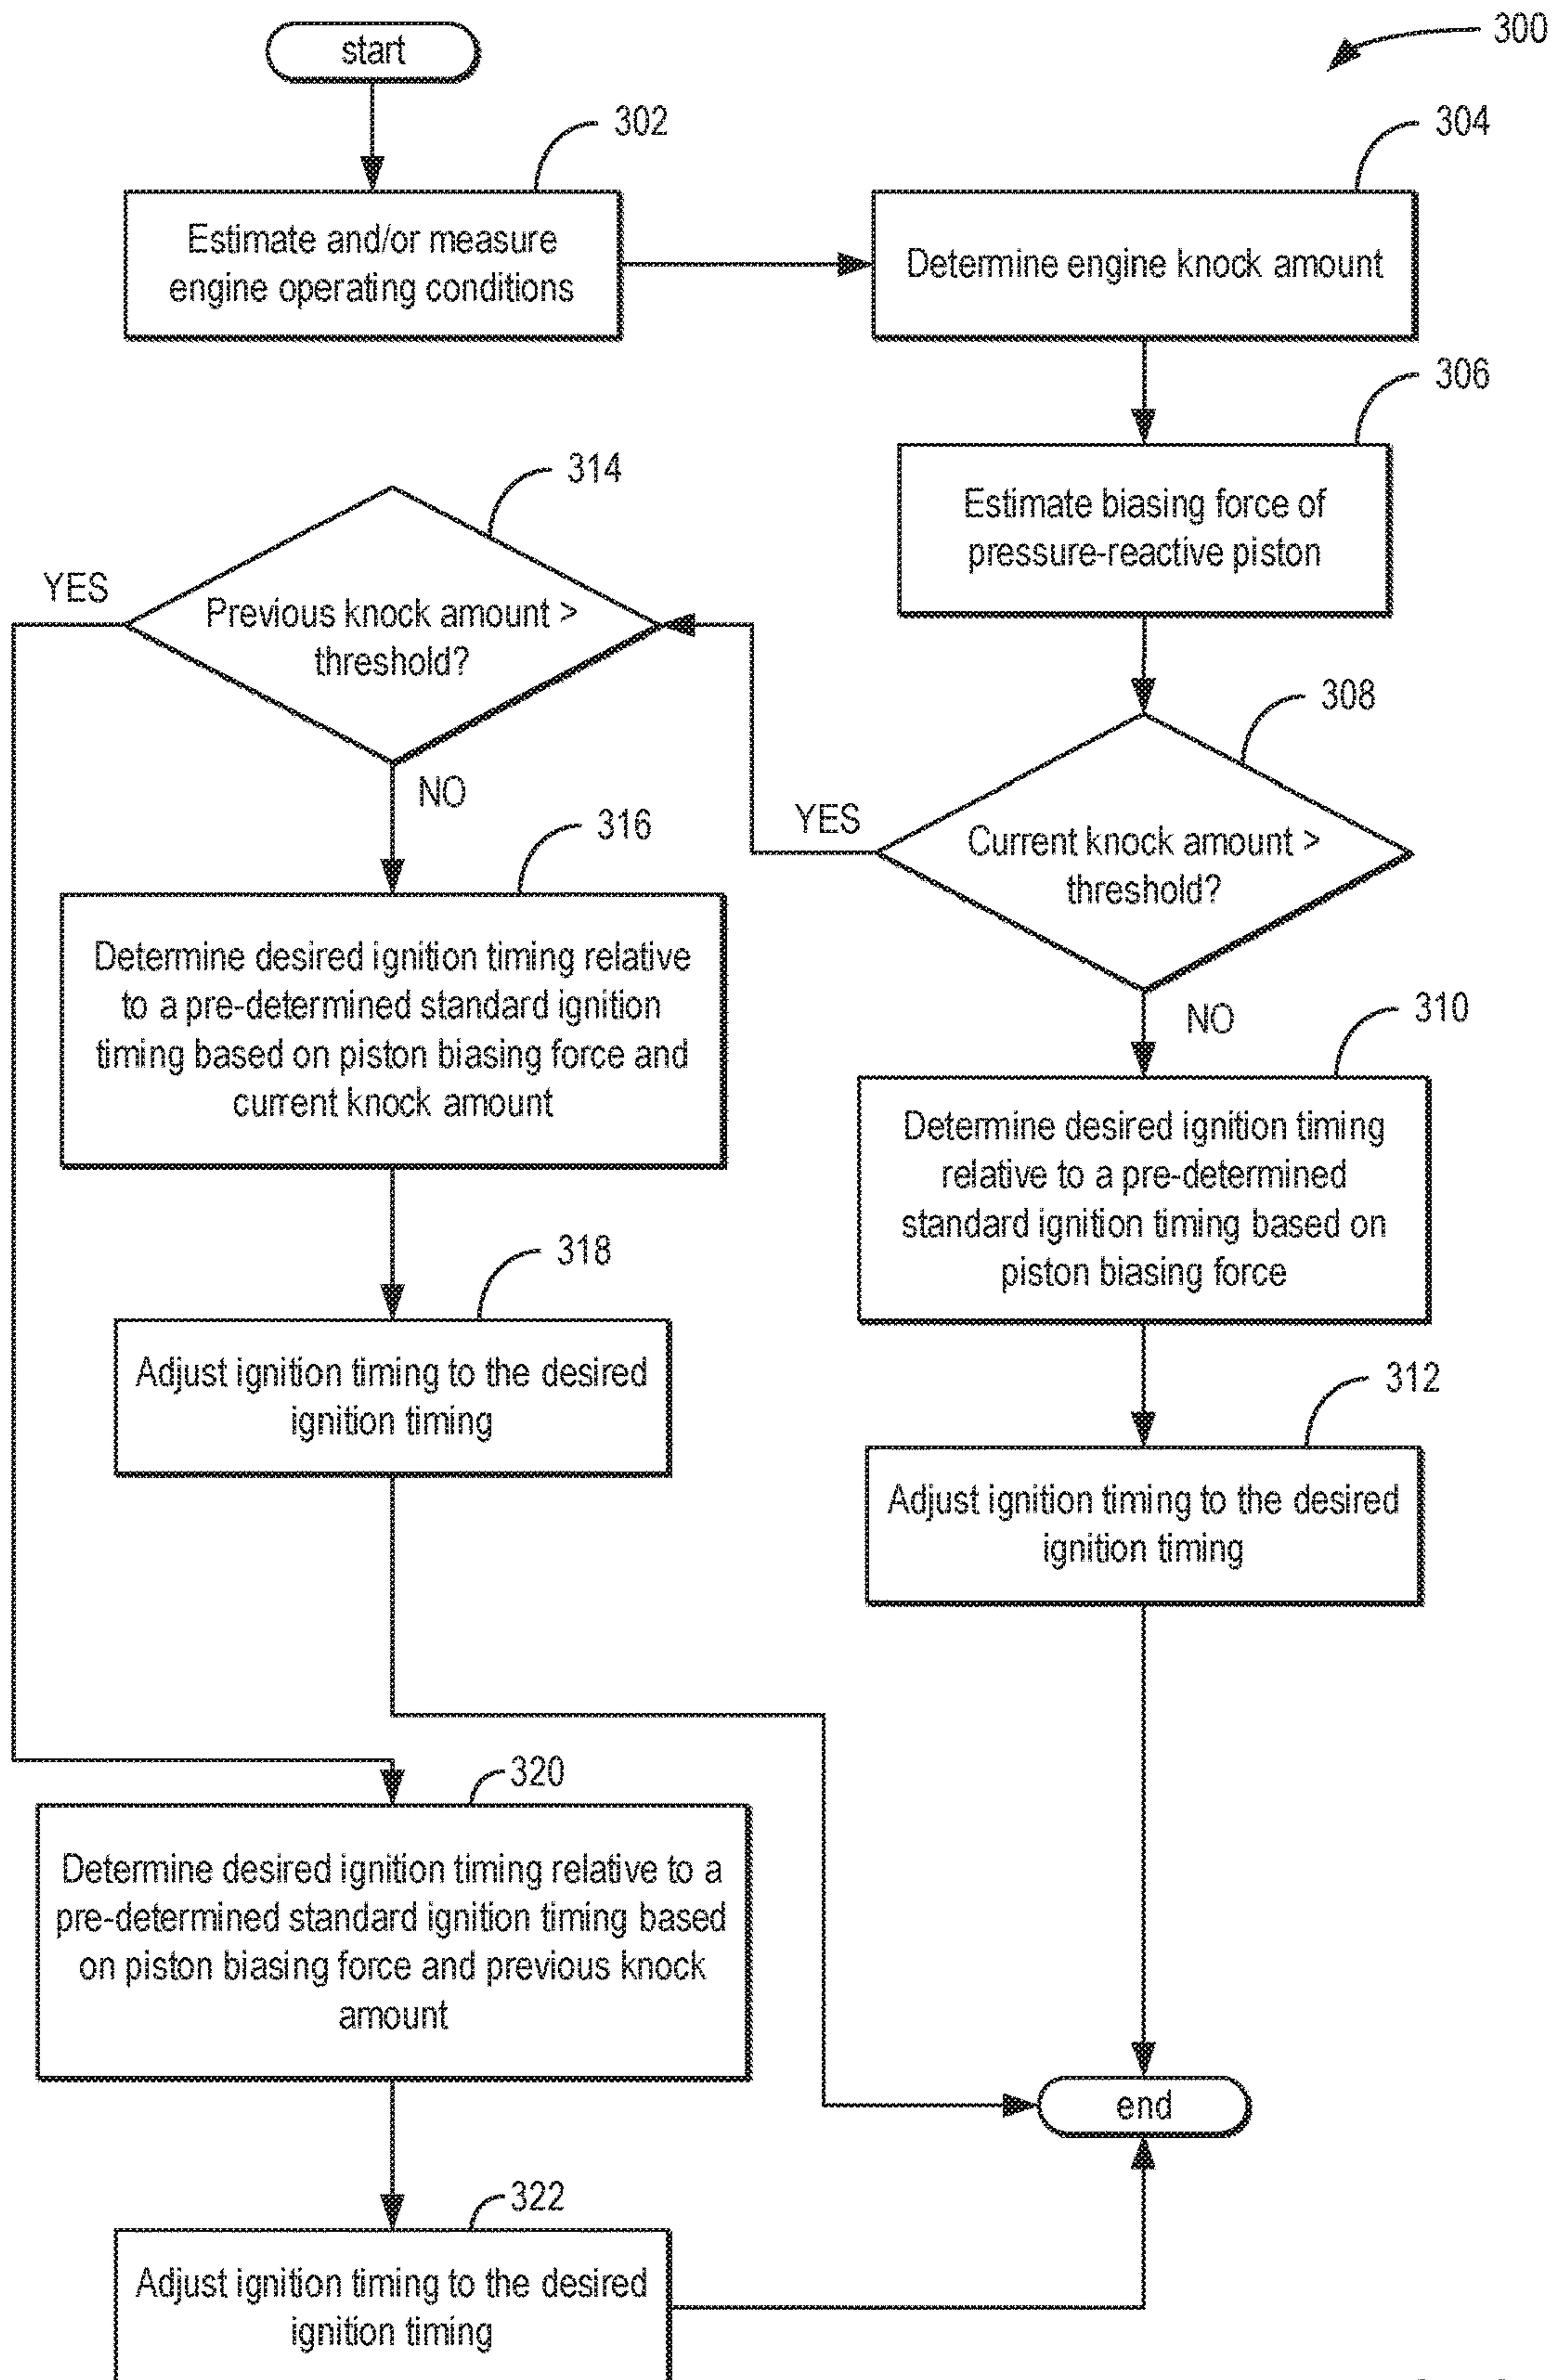 start
300
302
Estimate and/or measure
engine operating conditions
304
Determine engine knock amount
306
Estimate biasing force of
pressure-reactive piston
308
Current knock amount >
threshold?
YES
NO
310
Determine desired ignition timing
relative to a pre-determined
standard ignition timing based on
piston biasing force
312
Adjust ignition timing to the desired
ignition timing
314
Previous knock amount >
threshold?
YES
NO
316
Determine desired ignition timing relative
to a pre-determined standard ignition
timing based on piston biasing force and
current knock amount
318
Adjust ignition timing to the desired
ignition timing
320
Determine desired ignition timing relative to a
pre-determined standard ignition timing based
on piston biasing force and previous knock
amount
322
Adjust ignition timing to the desired
ignition timing
end